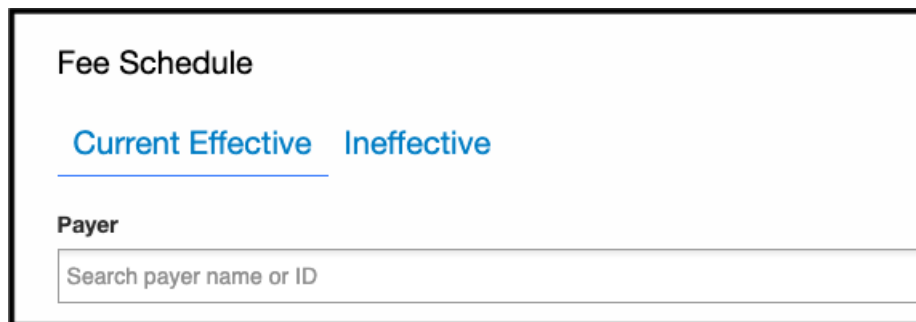 Fee Schedule
Current Effective Ineffective
Payer
Search payer name or ID